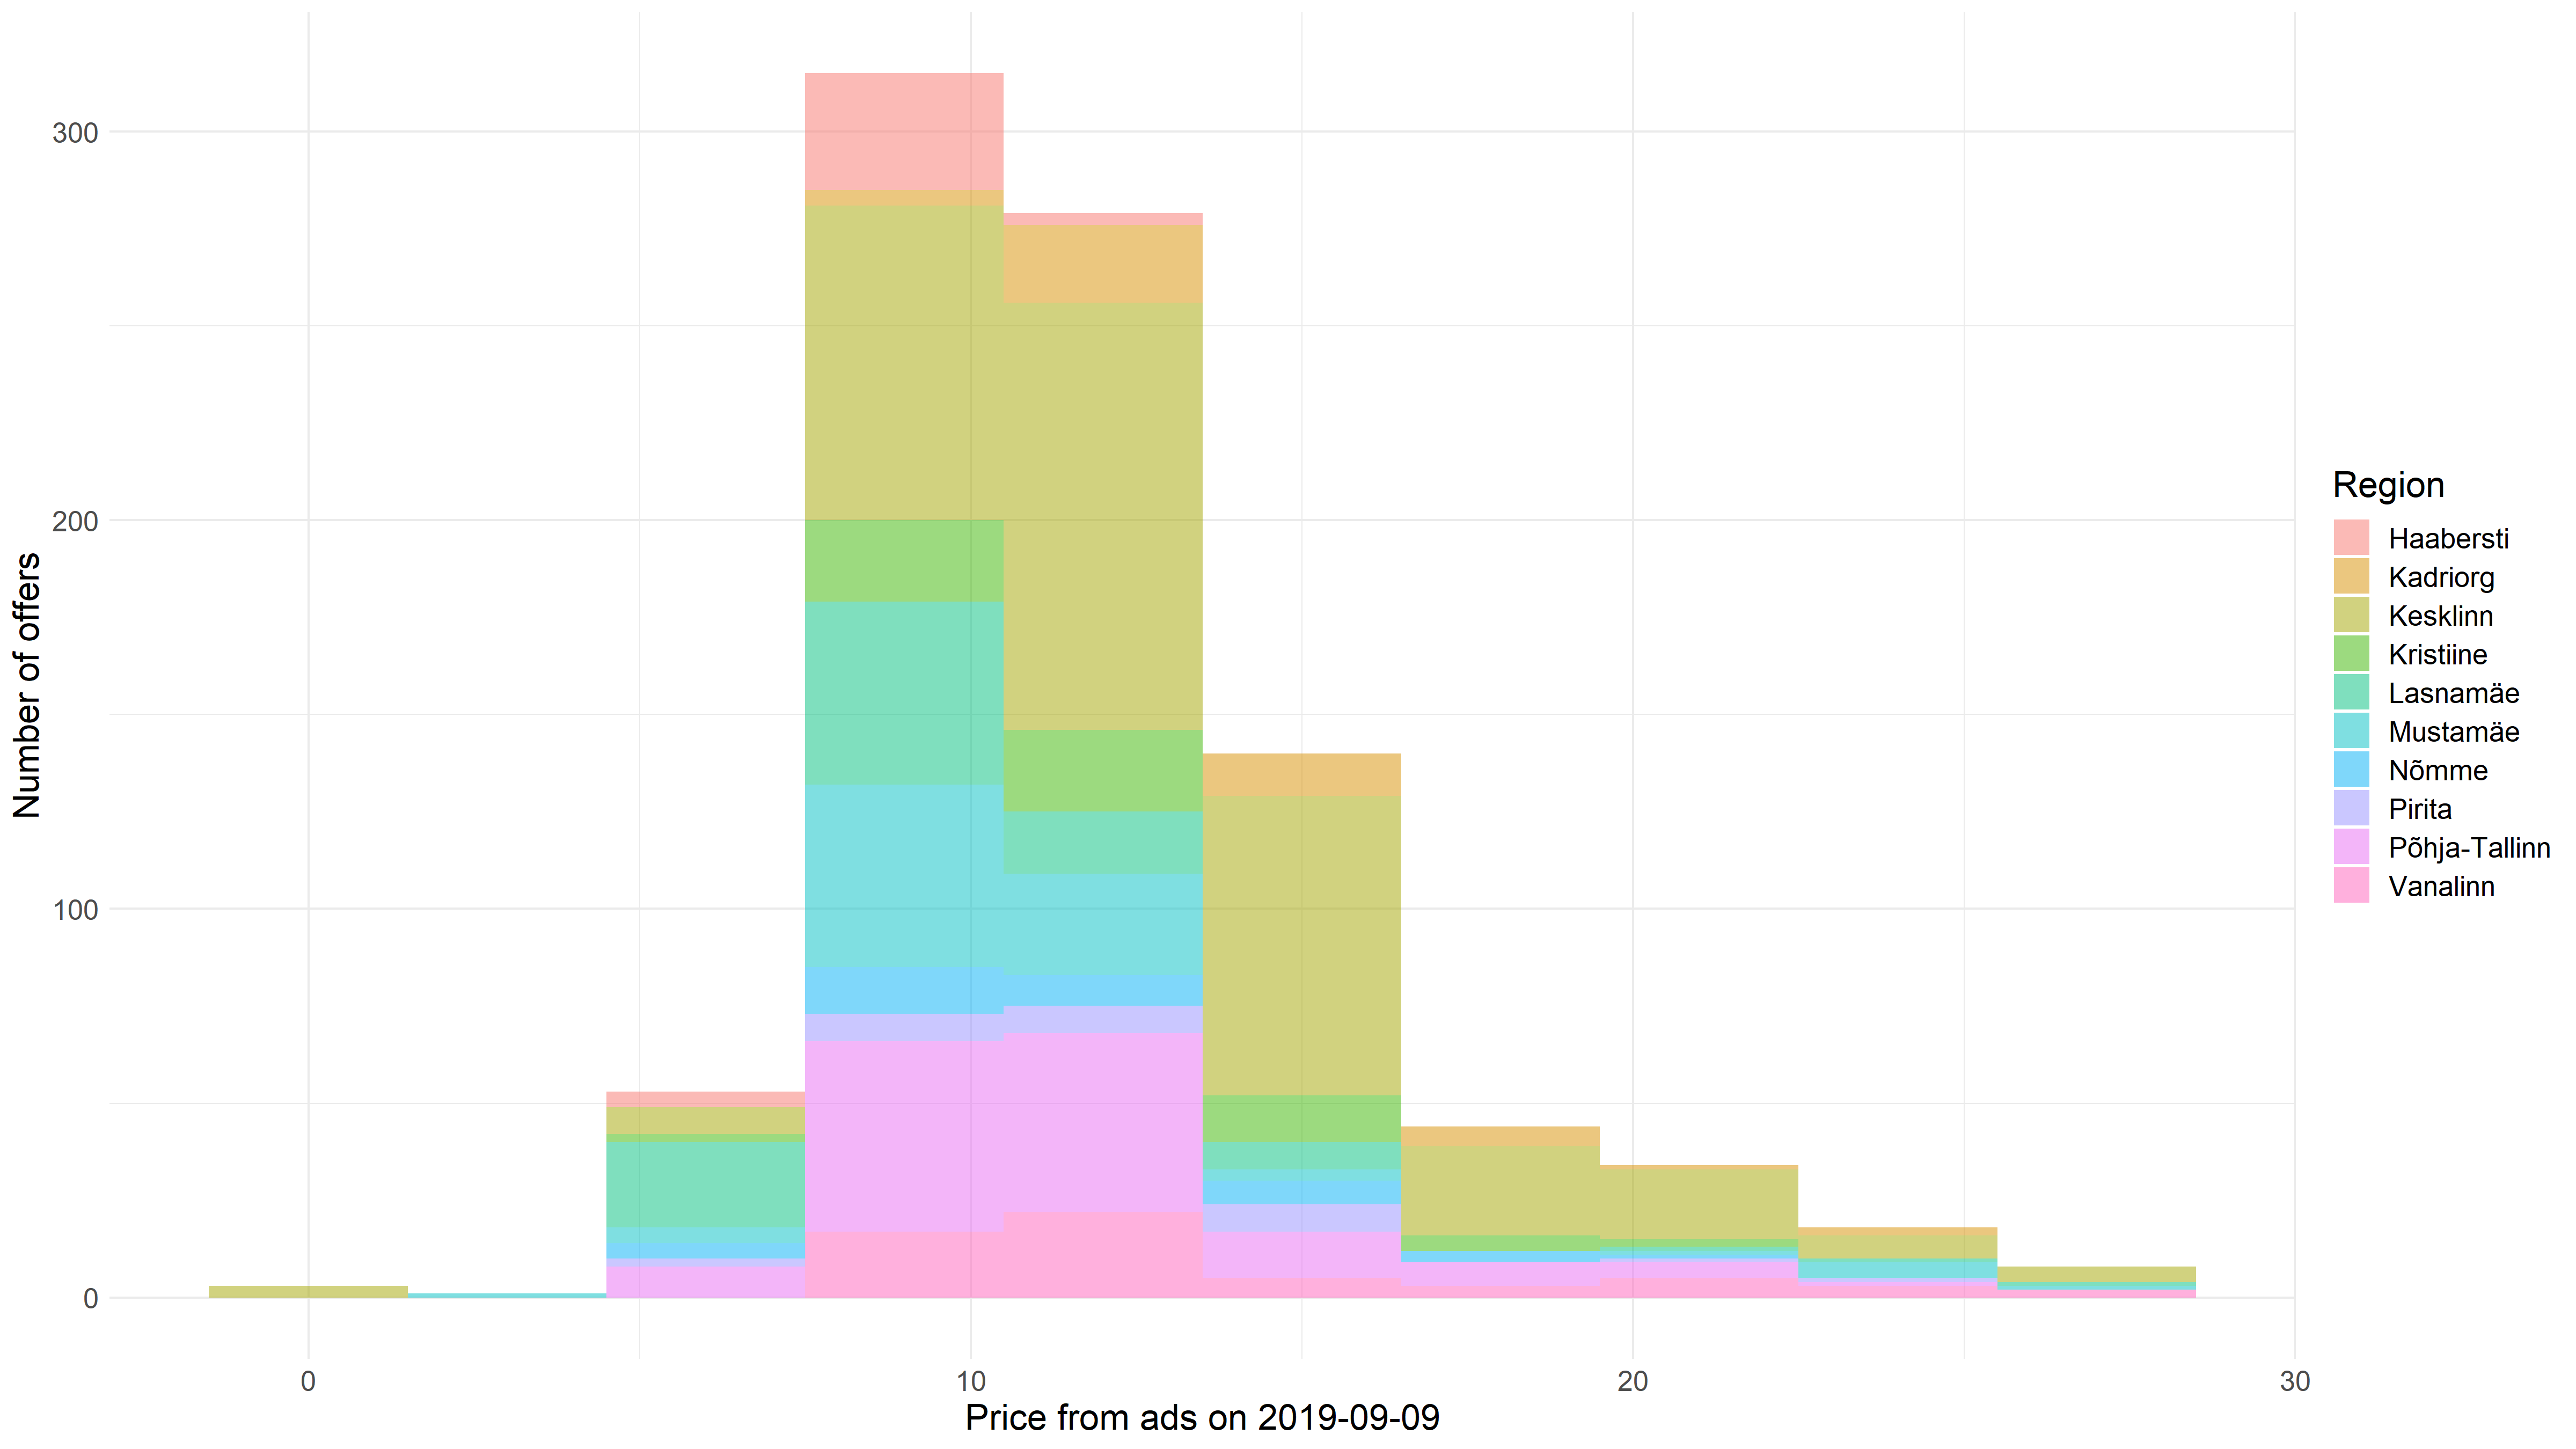 300
200
100
0
Number of offers
0
10
20
30
Price from ads on 2019-09-09
Region
Haabersti
Kadriorg
Kesklinn
Kristiine
Lasnamäe
Mustamäe
Nõmme
Pirita
Põhja-Tallinn
Vanalinn